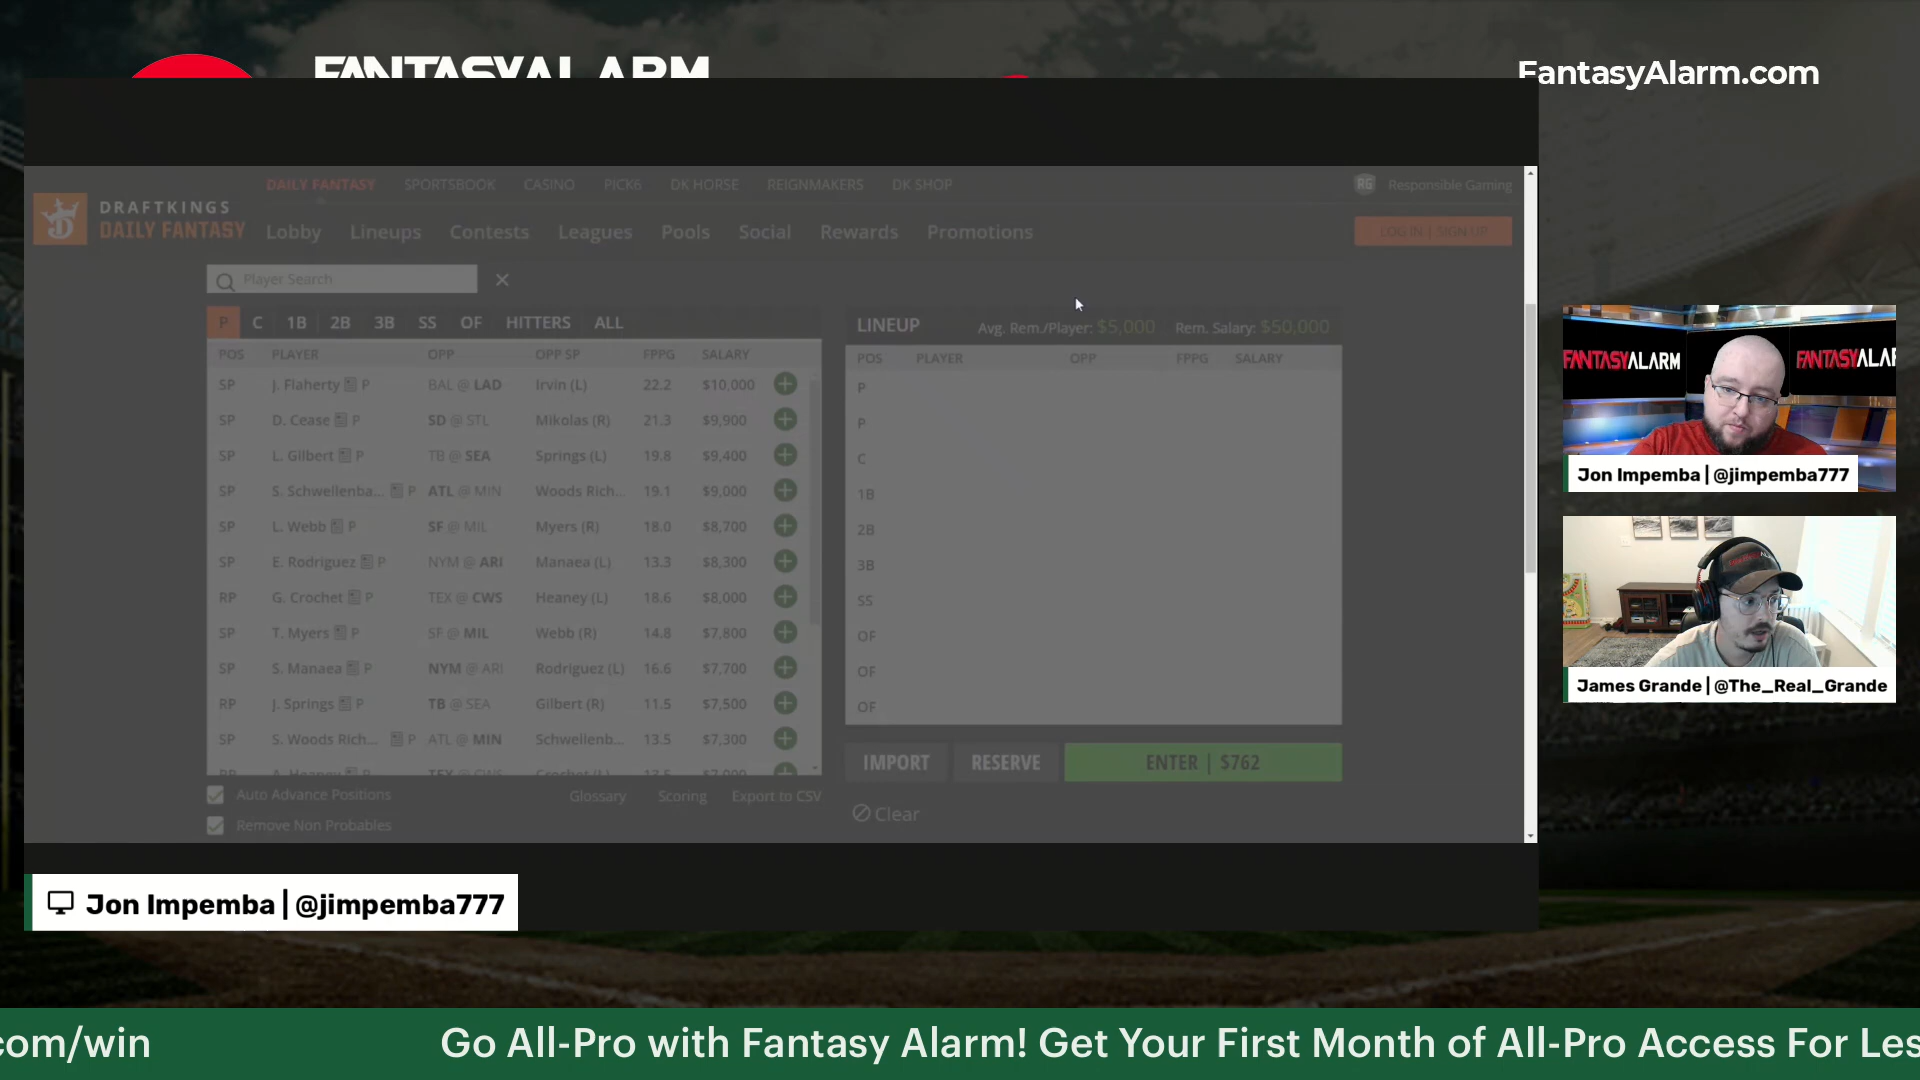 FANTASYALARM
FantasyAlarm.com
DAILY FANTASY SPORTSBOOK CASINO PICK6 DK HORSE REIGNMAKERS DK SHOP
RG Responsible Gaming
DRAFTKINGS
DAILY FANTASY
Lobby Lineups Contests Leagues Pools Social Rewards Promotions
LOG IN | SIGN UP
Player Search
P C 1B 2B 3B SS OF HITTERS ALL
POS PLAYER OPP OPP SP FPPG SALARY
SP J. Flaherty P BAL @ LAD Irvin (L) 22.2 $10,000
SP D. Cease P SD @ STL Mikolas (R) 21.3 $9,900
SP L. Gilbert P TB @ SEA Springs (L) 19.8 $9,400
SP S. Schwellenba... P ATL @ MIN Woods Rich... 19.1 $9,000
SP L. Webb P SF @ MIL Myers (R) 18.0 $8,700
SP E. Rodriguez P NYM @ ARI Manaea (L) 13.3 $8,300
RP G. Crochet P TEX @ CWS Heaney (L) 18.6 $8,000
SP T. Myers P SF @ MIL Webb (R) 14.8 $7,800
SP S. Manaea P NYM @ ARI Rodriguez (L) 16.6 $7,700
RP J. Springs P TB @ SEA Gilbert (R) 11.5 $7,500
SP S. Woods Rich... P ATL @ MIN Schwellenb... 13.5 $7,300
RP A. Heaney P TEX @ CWS Crochet (L) 13.5 $7,000
Auto Advance Positions
Remove Non Probables
Glossary Scoring Export to CSV
LINEUP Avg. Rem./Player: $5,000 Rem. Salary: $50,000
POS PLAYER OPP FPPG SALARY
P
P
C
1B
2B
3B
SS
OF
OF
OF
IMPORT RESERVE ENTER | $762
Clear
FANTASYALARM FANTASYALAR
Jon Impemba | @jimpemba777
James Grande | @The_Real_Grande
Jon Impemba | @jimpemba777
com/win Go All-Pro with Fantasy Alarm! Get Your First Month of All-Pro Access For Les